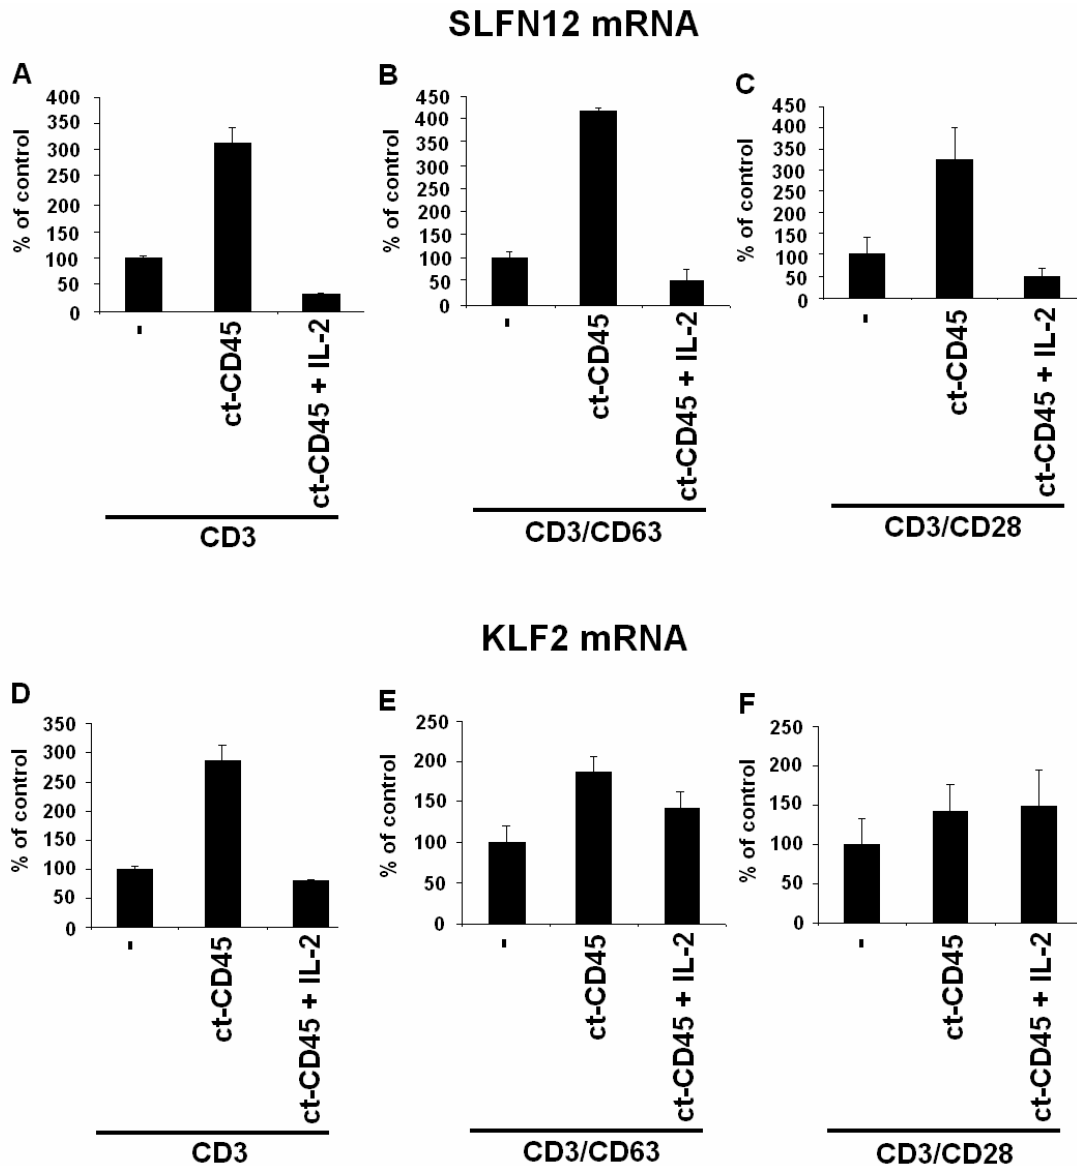 SLFN12 mRNA
A
% of control
400
350
300
250
200
150
100
50
0
-
ct-CD45
ct-CD45 + IL-2
CD3
B
% of control
450
400
350
300
250
200
150
100
50
0
-
ct-CD45
ct-CD45 + IL-2
CD3/CD63
C
% of control
450
400
350
300
250
200
150
100
50
0
-
ct-CD45
ct-CD45 + IL-2
CD3/CD28
KLF2 mRNA
D
% of control
350
300
250
200
150
100
50
0
-
ct-CD45
ct-CD45 + IL-2
CD3
E
% of control
250
200
150
100
50
0
-
ct-CD45
ct-CD45 + IL-2
CD3/CD63
F
% of control
250
200
150
100
50
0
-
ct-CD45
ct-CD45 + IL-2
CD3/CD28